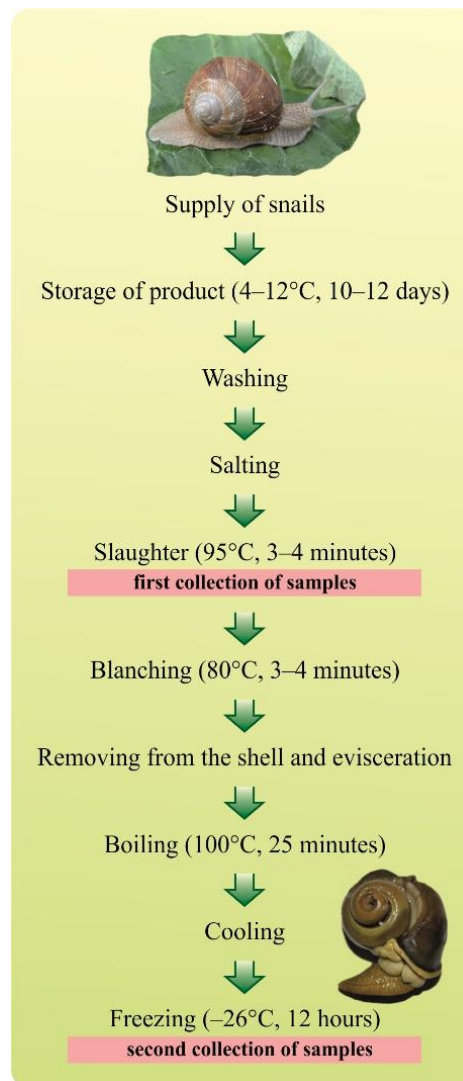 Supply of snails
Storage of product (4–12°C, 10–12 days)
Washing
Salting
Slaughter (95°C, 3–4 minutes)
first collection of samples
Blanching (80°C, 3–4 minutes)
Removing from the shell and evisceration
Boiling (100°C, 25 minutes)
Cooling
Freezing (–26°C, 12 hours)
second collection of samples